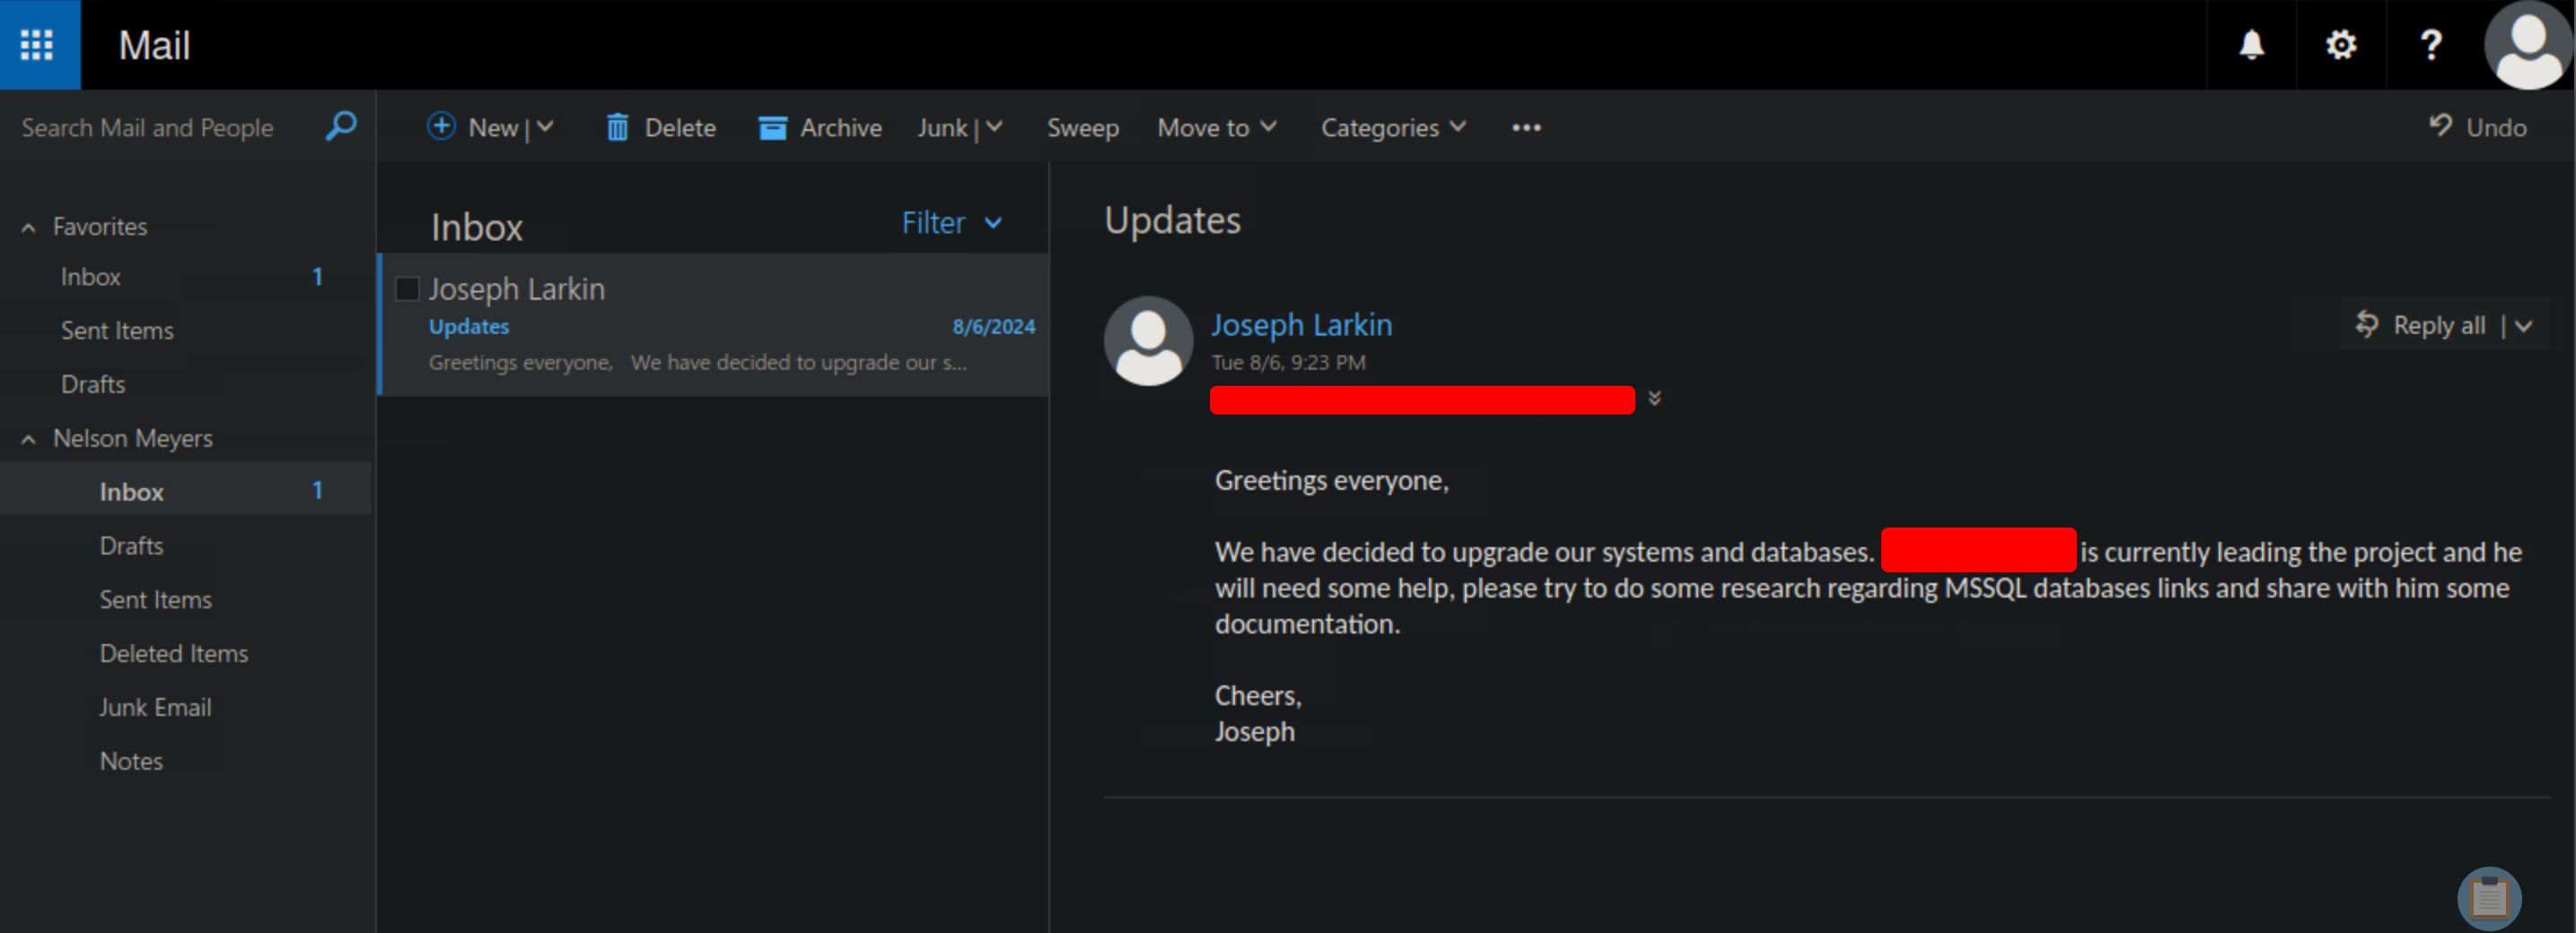 Mail
Search Mail and People
New | Delete Archive Junk | Sweep Move to Categories ••• Undo
Favorites
Inbox 1
Sent Items
Drafts
Nelson Meyers
Inbox 1
Drafts
Sent Items
Deleted Items
Junk Email
Notes
Inbox Filter
Joseph Larkin
Updates 8/6/2024
Greetings everyone, We have decided to upgrade our s...
Updates
Joseph Larkin
Reply all |
Tue 8/6, 9:23 PM
Greetings everyone,
We have decided to upgrade our systems and databases. is currently leading the project and he
will need some help, please try to do some research regarding MSSQL databases links and share with him some
documentation.
Cheers,
Joseph